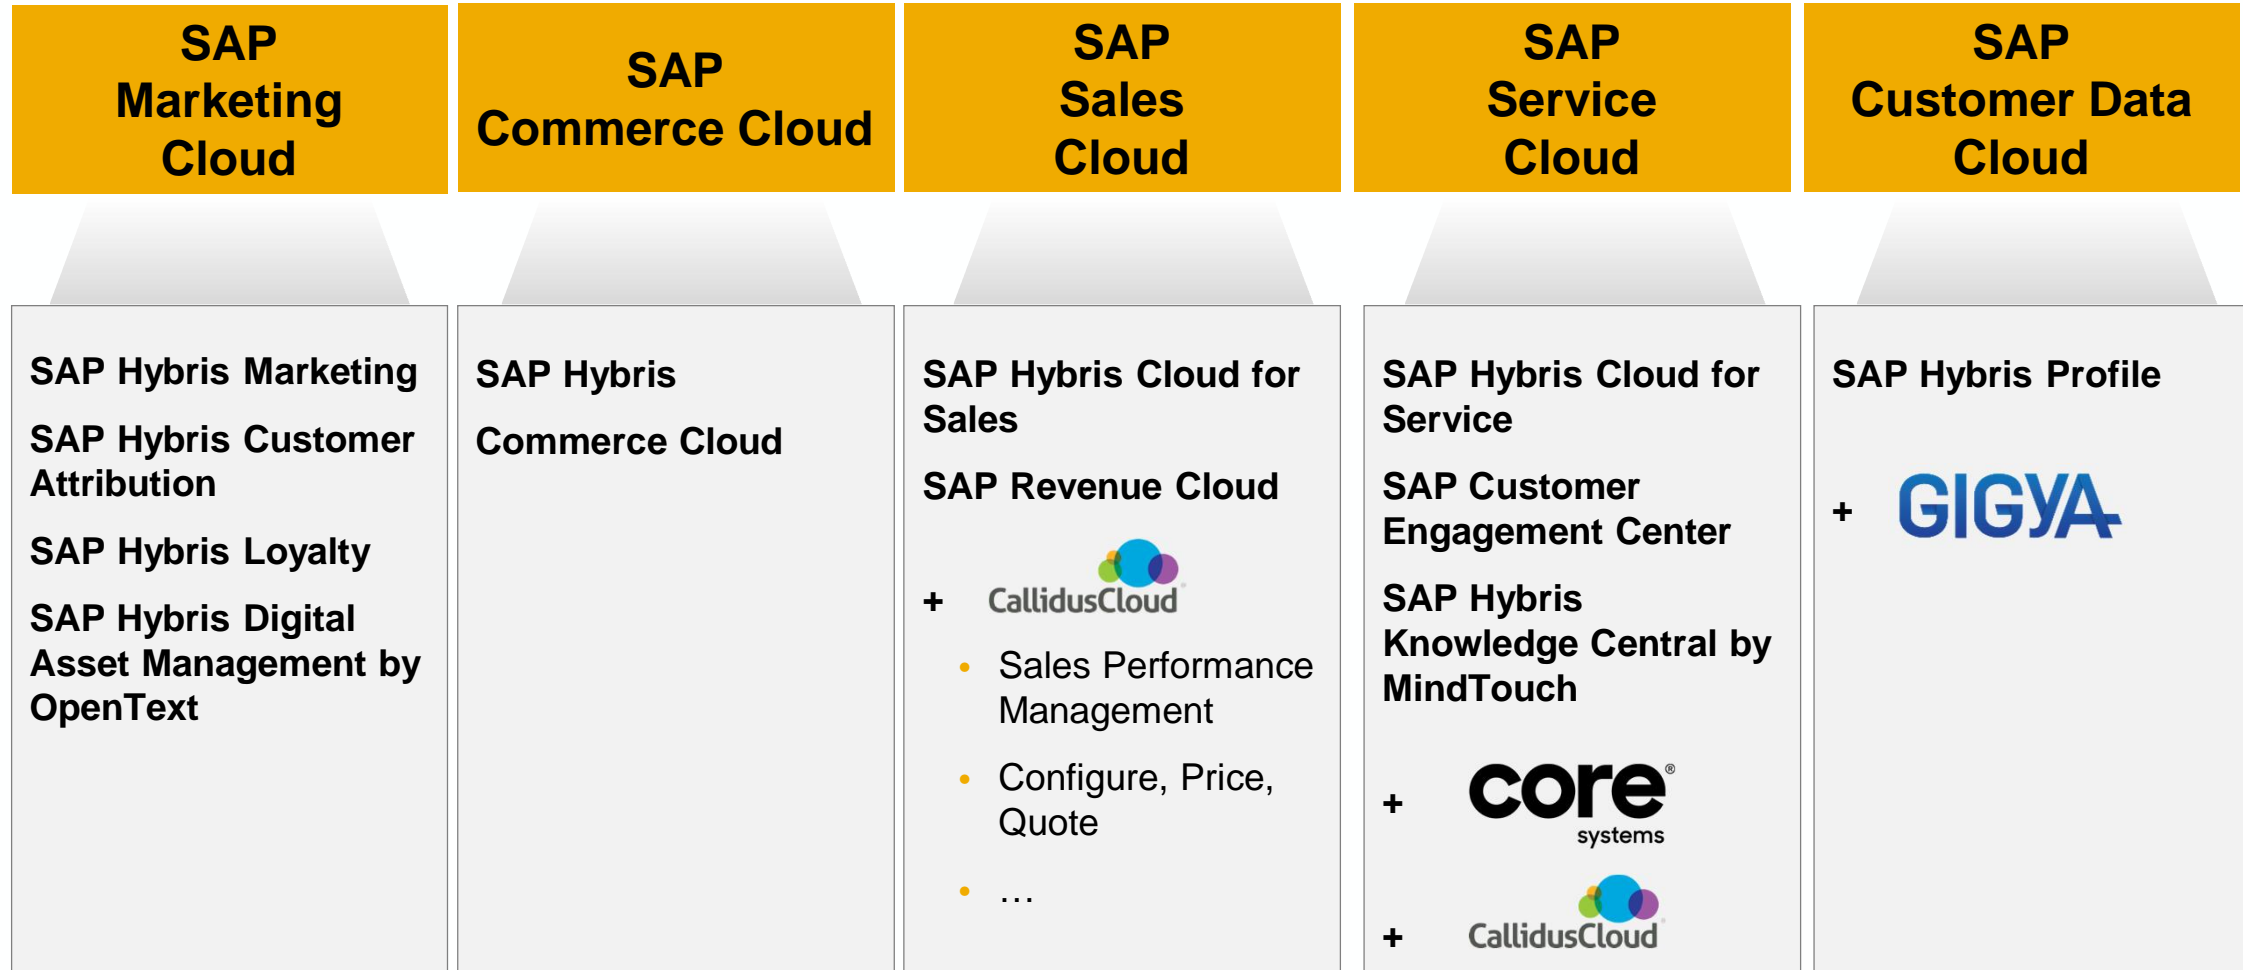 SAP
Marketing
Cloud
SAP
Commerce Cloud
SAP
Sales
Cloud
SAP
Service
Cloud
SAP
Customer Data
Cloud
SAP Hybris Marketing
SAP Hybris Customer
Attribution
SAP Hybris Loyalty
SAP Hybris Digital
Asset Management by
OpenText
SAP Hybris
Commerce Cloud
SAP Hybris Cloud for
Sales
SAP Revenue Cloud
+ CallidusCloud
• Sales Performance
Management
• Configure, Price,
Quote
• …
SAP Hybris Cloud for
Service
SAP Customer
Engagement Center
SAP Hybris
Knowledge Central by
MindTouch
+ core®
systems
+ CallidusCloud
SAP Hybris Profile
+ GIGYA